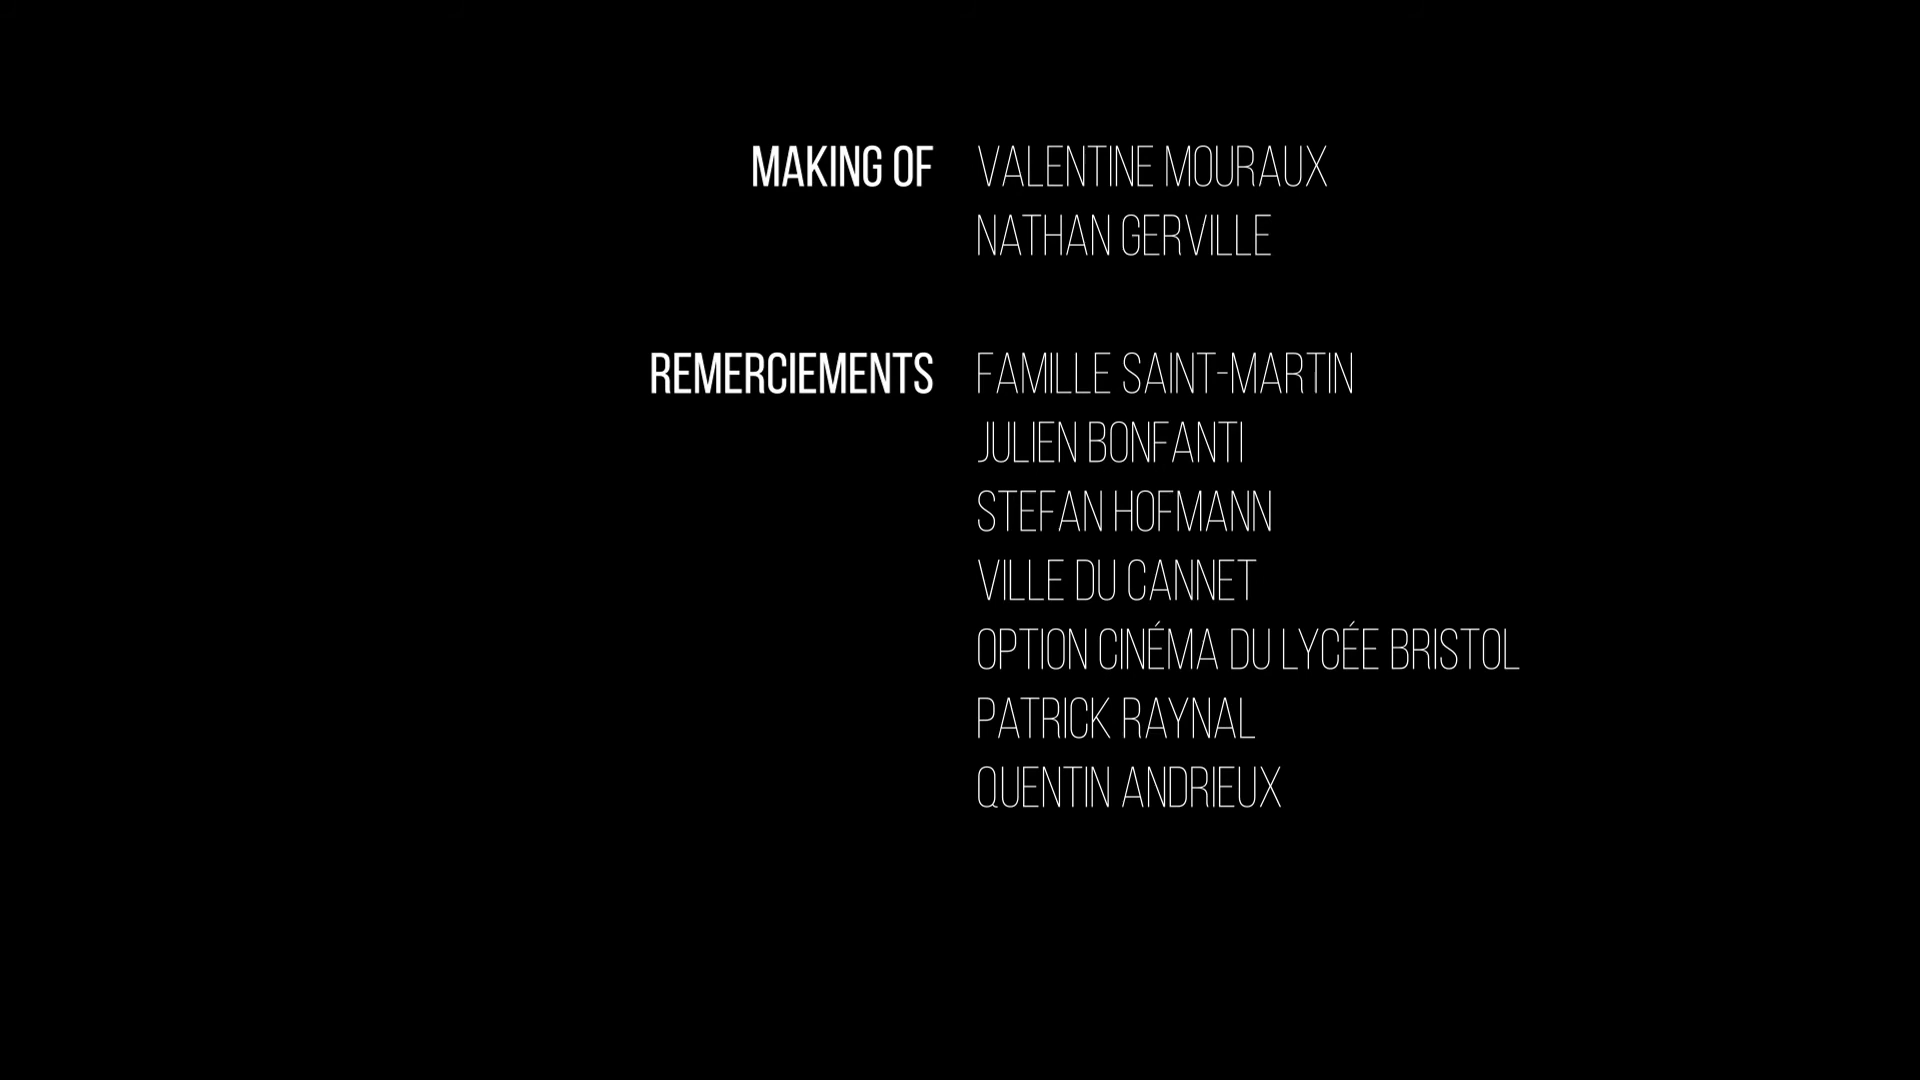 MAKING OF VALENTINE MOURAUX
NATHAN GERVILLE
REMERCIEMENTS FAMILLE SAINT-MARTIN
JULIEN BONFANTI
STEFAN HOFMANN
VILLE DU CANNET
OPTION CINÉMA DU LYCÉE BRISTOL
PATRICK RAYNAL
QUENTIN ANDRIEUX